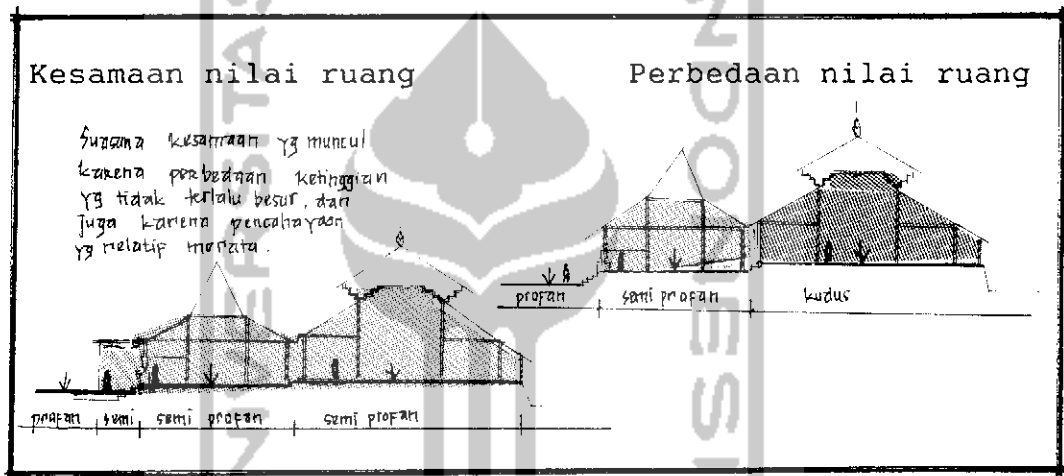 Kesamaan nilai ruang
Suasana kesamaan yg muncul
karena perbedaan ketinggian
yg tidak terlalu besar, dan
juga karena pencahayaan
yg relatip merata.
profan semi semi profan semi profan
Perbedaan nilai ruang
profan semi profan kudus